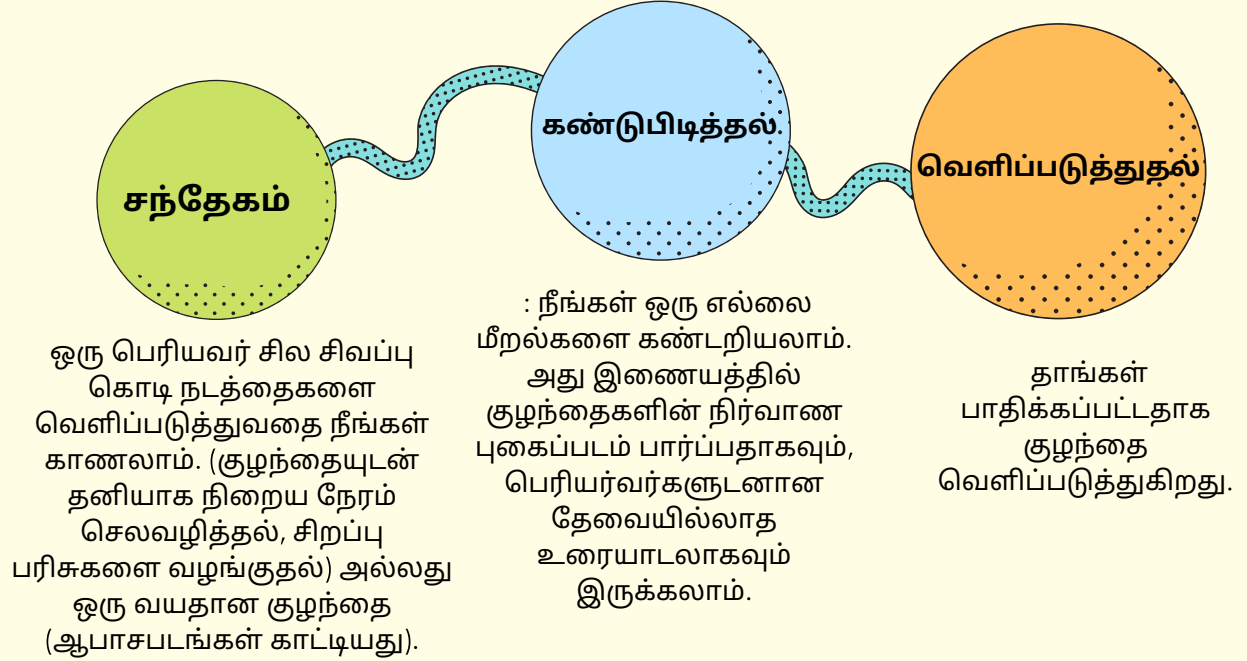 சந்தேகம்
ஒரு பெரியவர் சில சிவப்பு
கொடி நடத்தைகளை
வெளிப்படுத்துவதை நீங்கள்
காணலாம். (குழந்தையுடன்
தனியாக நிறைய நேரம்
செலவழித்தல், சிறப்பு
பரிசுகளை வழங்குதல்) அல்லது
ஒரு வயதான குழந்தை
(ஆபாசபடங்கள் காட்டியது).
கண்டுபிடித்தல்
: நீங்கள் ஒரு எல்லை
மீறல்களை கண்டறியலாம்.
அது இணையத்தில்
குழந்தைகளின் நிர்வாண
புகைப்படம் பார்ப்பதாகவும்,
பெரியர்வர்களுடனான
தேவையில்லாத
உரையாடலாகவும்
இருக்கலாம்.
வெளிப்படுத்துதல்
தாங்கள்
பாதிக்கப்பட்டதாக
குழந்தை
வெளிப்படுத்துகிறது.